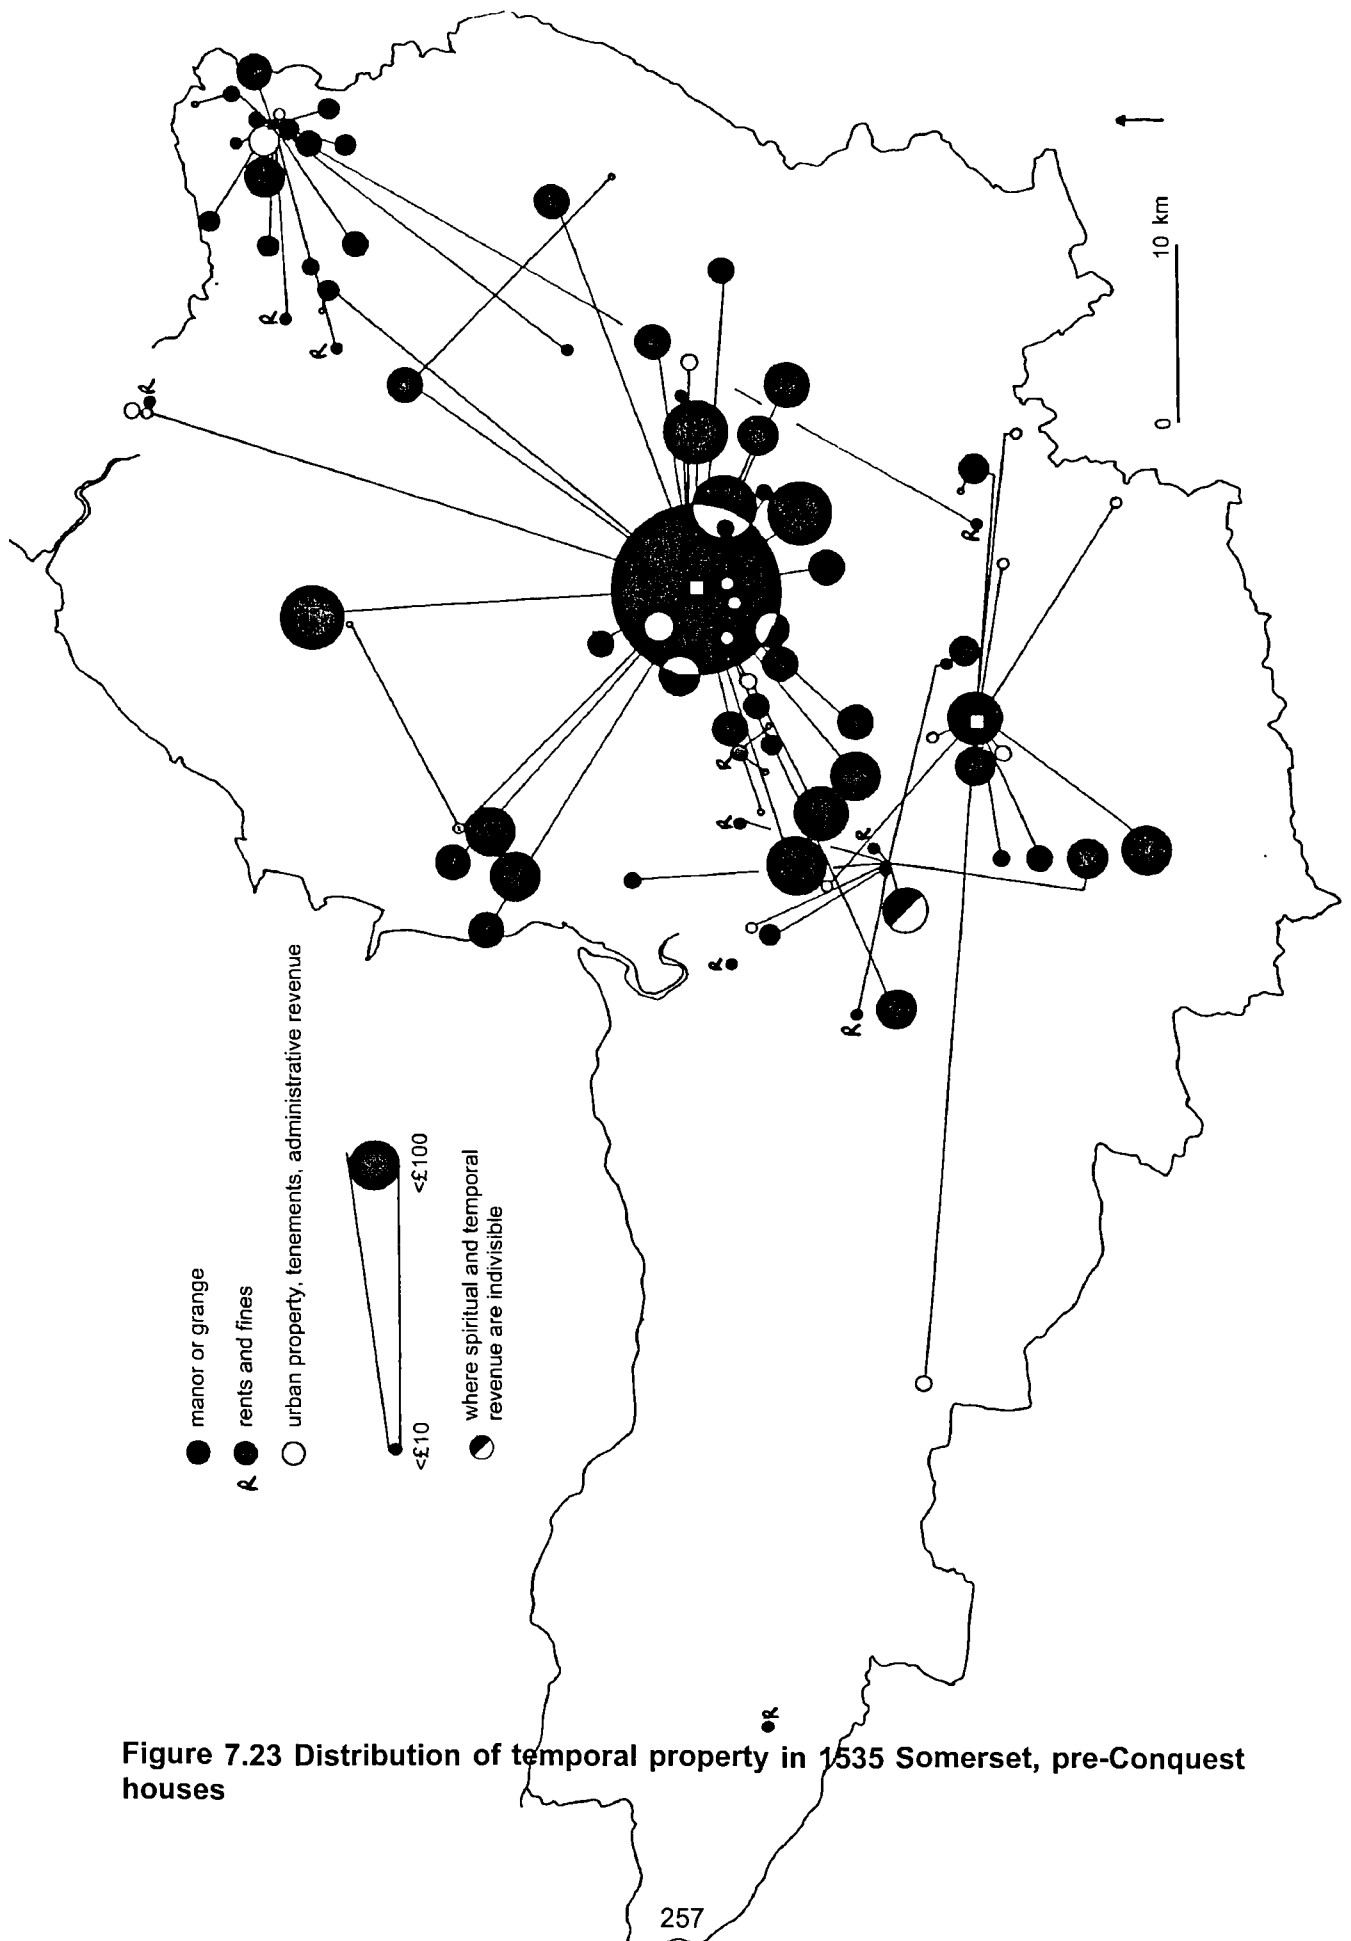 R
R
R
10 km
0
R
R
R
R
R
R
manor or grange
R rents and fines
urban property, tenements, administrative revenue
<£10
<£100
where spiritual and temporal
revenue are indivisible
R
Figure 7.23 Distribution of temporal property in 1535 Somerset, pre-Conquest
houses
257